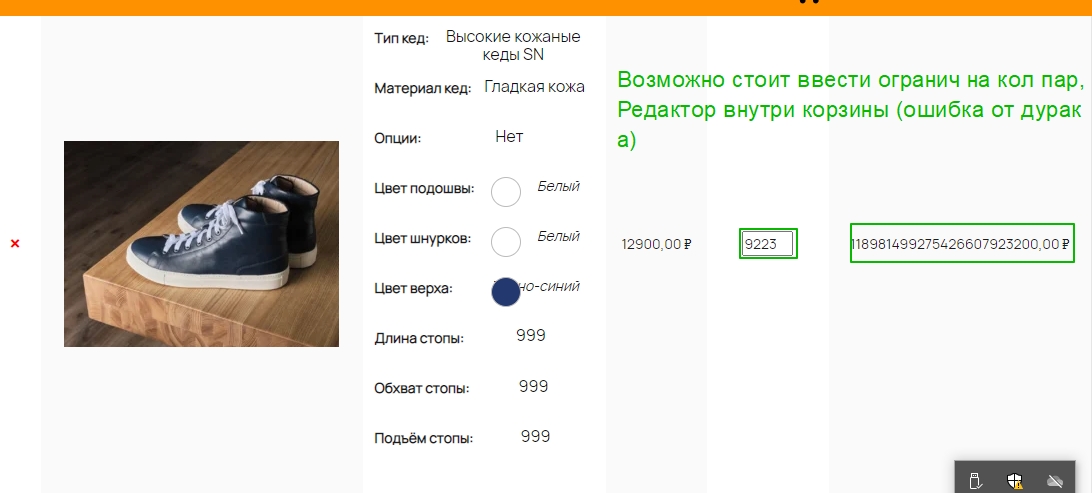 Тип кед: Высокие кожаные
кеды SN
Материал кед: Гладкая кожа
Опции: Нет
Цвет подошвы: Белый
Цвет шнурков: Белый
Цвет верха: но-синий
Длина стопы: 999
Обхват стопы: 999
Подъём стопы: 999
Возможно стоит ввести огранич на кол пар,
Редактор внутри корзины (ошибка от дурак
а)
×
12900,00 ₽
9223
118981499275426607923200,00 ₽